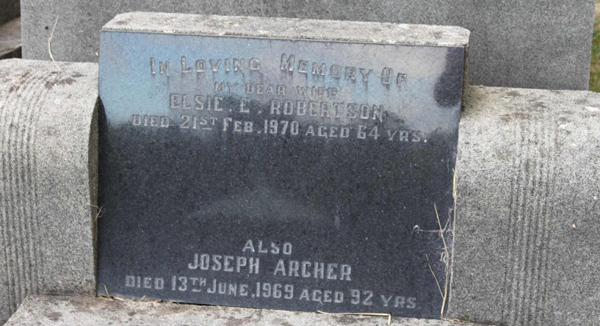 In Loving Memory Of
MY DEAR WIFE
ELSIE E. ROBERTSON
DIED 21ST FEB. 1970 AGED 64 YRS.
ALSO
JOSEPH ARCHER
DIED 13TH JUNE, 1969 AGED 92 YRS